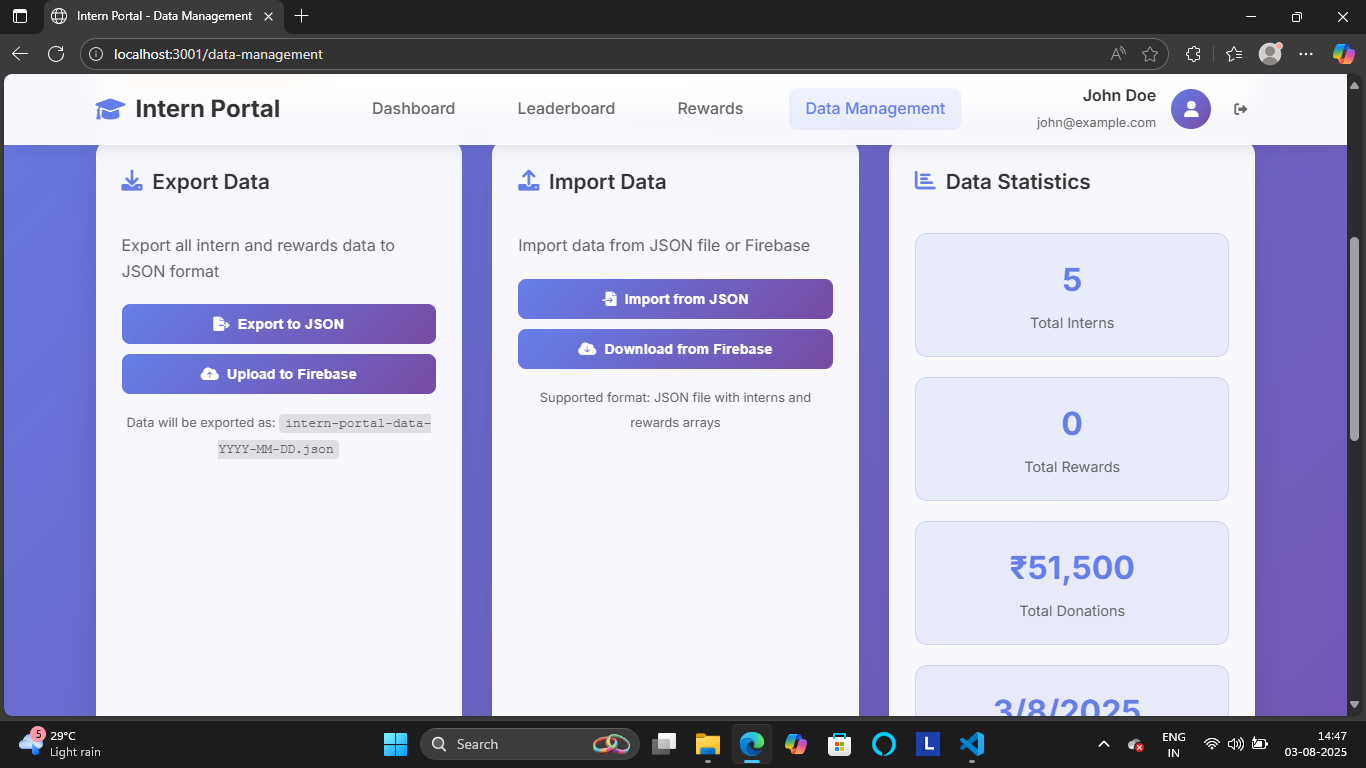 Intern Portal - Data Management
localhost:3001/data-management
Intern Portal
Dashboard
Leaderboard
Rewards
Data Management
John Doe
john@example.com
Export Data
Export all intern and rewards data to
JSON format
Export to JSON
Upload to Firebase
Data will be exported as: intern-portal-data-
YYYY-MM-DD.json
Import Data
Import data from JSON file or Firebase
Import from JSON
Download from Firebase
Supported format: JSON file with interns and
rewards arrays
Data Statistics
5
Total Interns
0
Total Rewards
₹51,500
Total Donations
3/8/2025
5
29°C
Light rain
Search
L
ENG
IN
14:47
03-08-2025